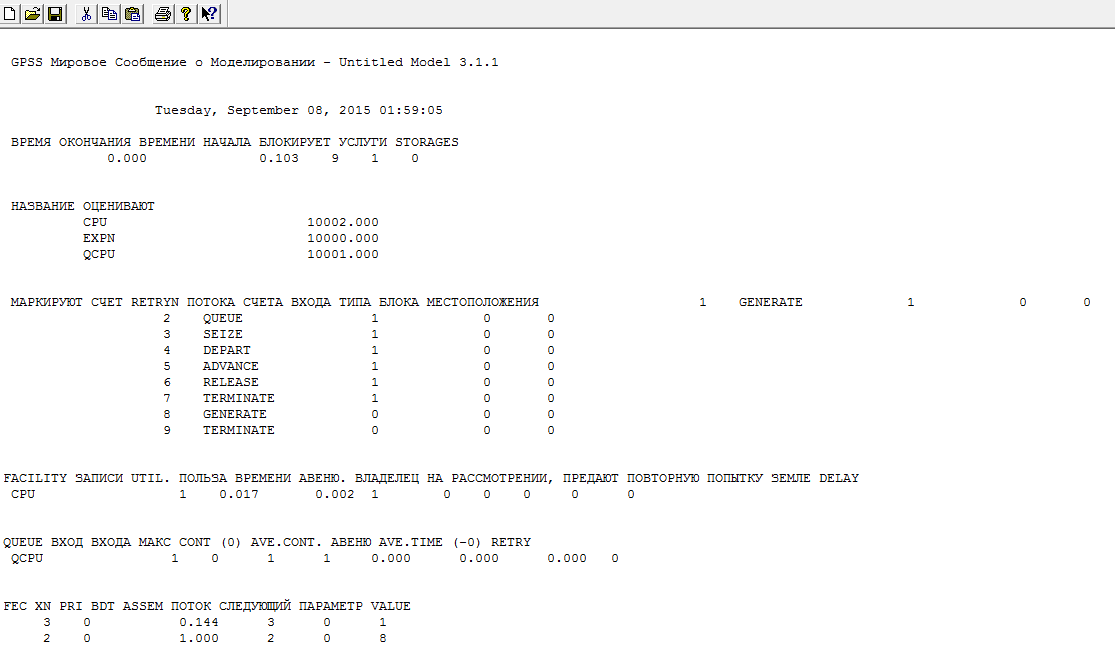 GPSS Мировое Сообщение о Моделировании - Untitled Model 3.1.1
Tuesday, September 08, 2015 01:59:05
ВРЕМЯ ОКОНЧАНИЯ ВРЕМЕНИ НАЧАЛА БЛОКИРУЕТ УСЛУГИ STORAGES
0.000 0.103 9 1 0
НАЗВАНИЕ ОЦЕНИВАЮТ
CPU 10002.000
EXPN 10000.000
QCPU 10001.000
МАРКИРУЮТ СЧЕТ RETRYN ПОТОКА СЧЕТА ВХОДА ТИПА БЛОКА МЕСТОПОЛОЖЕНИЯ 1 GENERATE 1 0 0
2 QUEUE 1 0 0
3 SEIZE 1 0 0
4 DEPART 1 0 0
5 ADVANCE 1 0 0
6 RELEASE 1 0 0
7 TERMINATE 1 0 0
8 GENERATE 0 0 0
9 TERMINATE 0 0 0
FACILITY ЗАПИСИ UTIL. ПОЛЬЗА ВРЕМЕНИ АВЕНЮ. ВЛАДЕЛЕЦ НА РАССМОТРЕНИИ, ПРЕДАЮТ ПОВТОРНУЮ ПОПЫТКУ ЗЕМЛЕ DELAY
CPU 1 0.017 0.002 1 0 0 0 0 0
QUEUE ВХОД ВХОДА МАКС CONT (0) AVE.CONT. АВЕНЮ AVE.TIME (-0) RETRY
QCPU 1 0 1 1 0.000 0.000 0.000 0
FEC XN PRI BDT ASSEM ПОТОК СЛЕДУЮЩИЙ ПАРАМЕТР VALUE
3 0 0.144 3 0 1
2 0 1.000 2 0 8